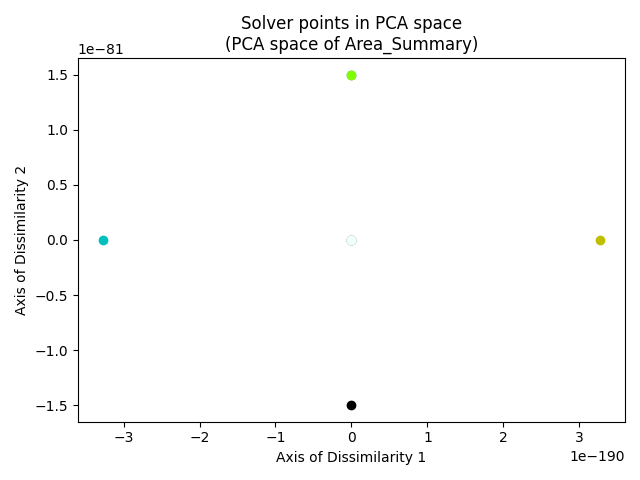 Solver points in PCA space
(PCA space of Area_Summary)
1e−81
1.5
1.0
0.5
0.0
−0.5
−1.0
−1.5
Axis of Dissimilarity 2
−3
−2
−1
0
1
2
3
1e−190
Axis of Dissimilarity 1